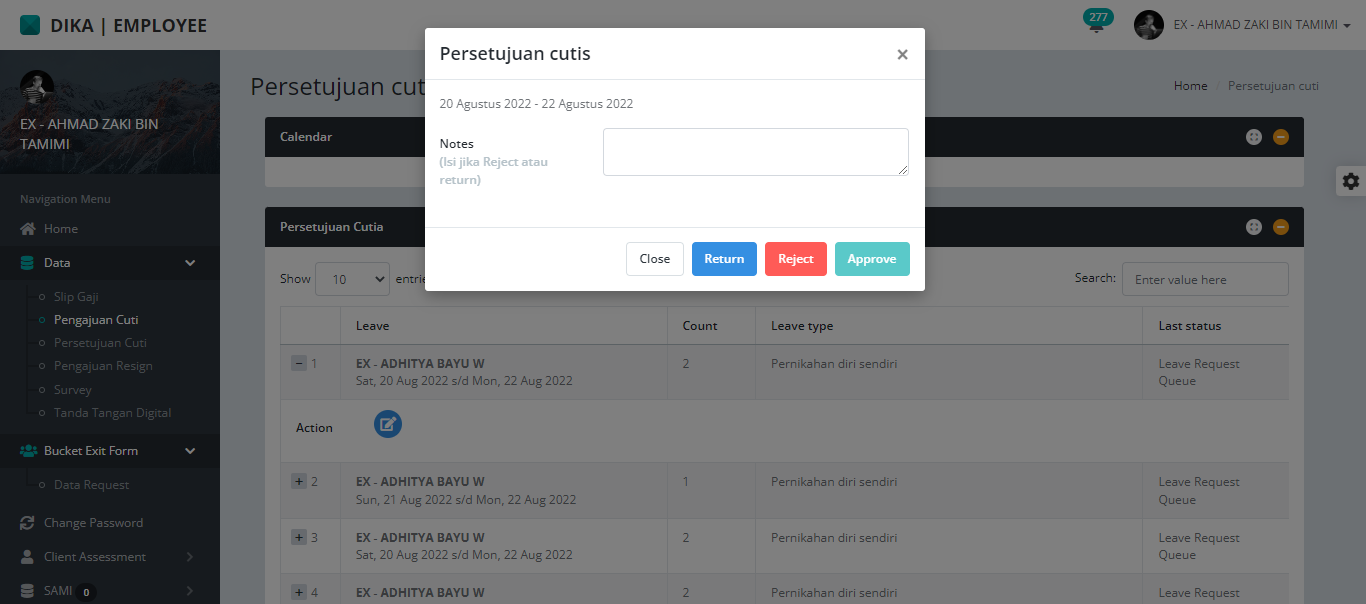 DIKA | EMPLOYEE
277
EX - AHMAD ZAKI BIN TAMIMI
EX - AHMAD ZAKI BIN
TAMIMI
Navigation Menu
Home
Data
Slip Gaji
Pengajuan Cuti
Persetujuan Cuti
Pengajuan Resign
Survey
Tanda Tangan Digital
Bucket Exit Form
Data Request
Change Password
Client Assessment
SAMI 0
Persetujuan cut
Home / Persetujuan cuti
Calendar
Persetujuan cutis
×
20 Agustus 2022 - 22 Agustus 2022
Notes
(Isi jika Reject atau
return)
Close
Return
Reject
Approve
Persetujuan Cutia
Show 10 entrie
Search: Enter value here
Leave Count Leave type Last status
1 EX - ADHITYA BAYU W 2 Pernikahan diri sendiri Leave Request
Sat, 20 Aug 2022 s/d Mon, 22 Aug 2022 Queue
Action
2 EX - ADHITYA BAYU W 1 Pernikahan diri sendiri Leave Request
Sun, 21 Aug 2022 s/d Mon, 22 Aug 2022 Queue
3 EX - ADHITYA BAYU W 2 Pernikahan diri sendiri Leave Request
Sat, 20 Aug 2022 s/d Mon, 22 Aug 2022 Queue
4 EX - ADHITYA BAYU W 2 Pernikahan diri sendiri Leave Request